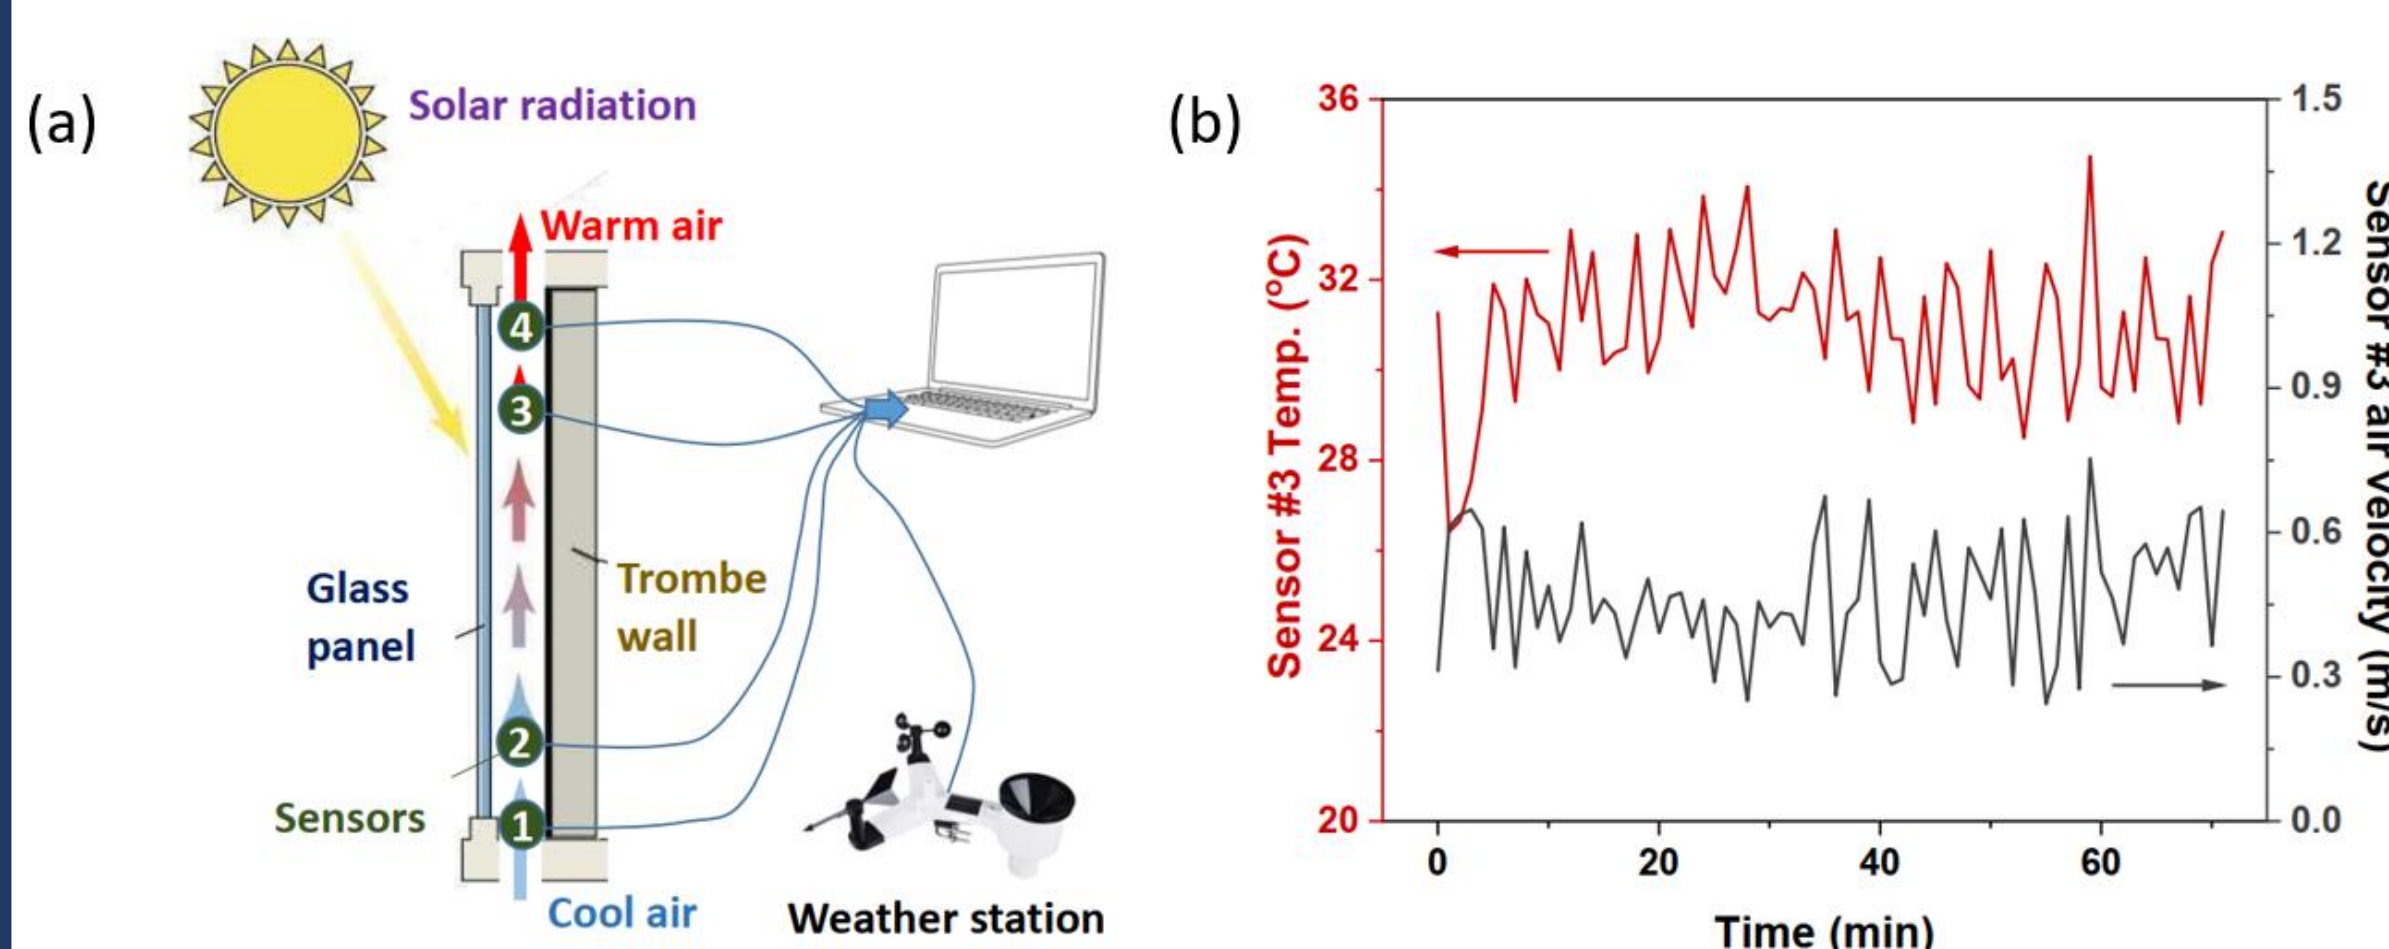 (a)
Solar radiation
Warm air
4
3
Glass
panel
Trombe
wall
2
Sensors
1
Cool air
Weather station
(b)
Sensor #3 Temp. (°C)
36
32
28
24
20
1.5
1.2
0.9
0.6
0.3
0.0
Sensor #3 air velocity (m/s)
0
20
40
60
Time (min)